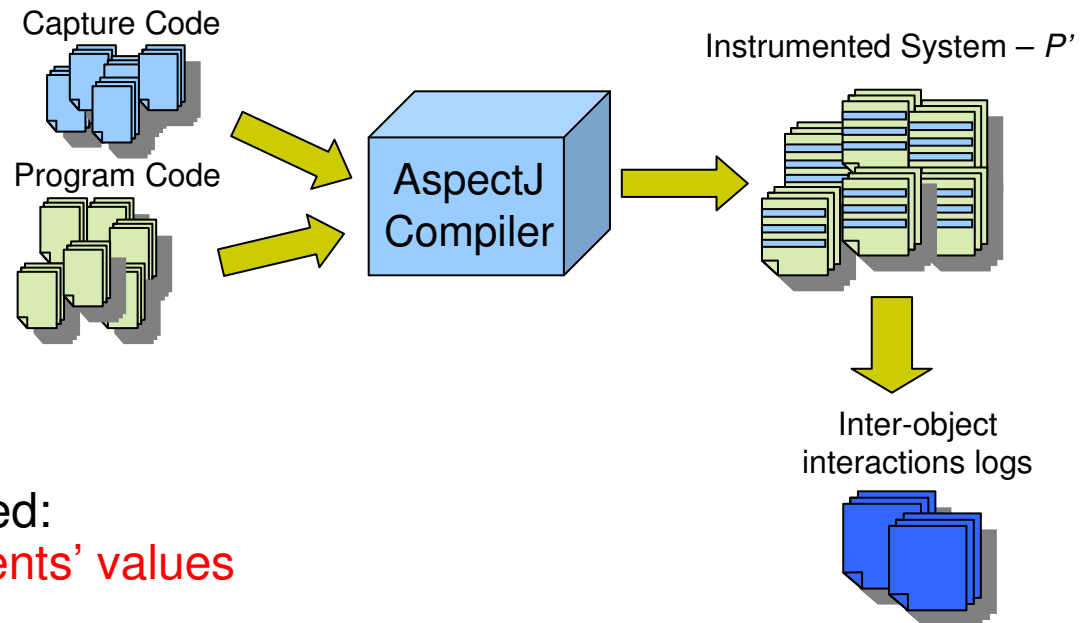 Capture Code
Instrumented System – P’
Program Code
AspectJ
Compiler
Inter-object
interactions logs
ed:
ents’ values